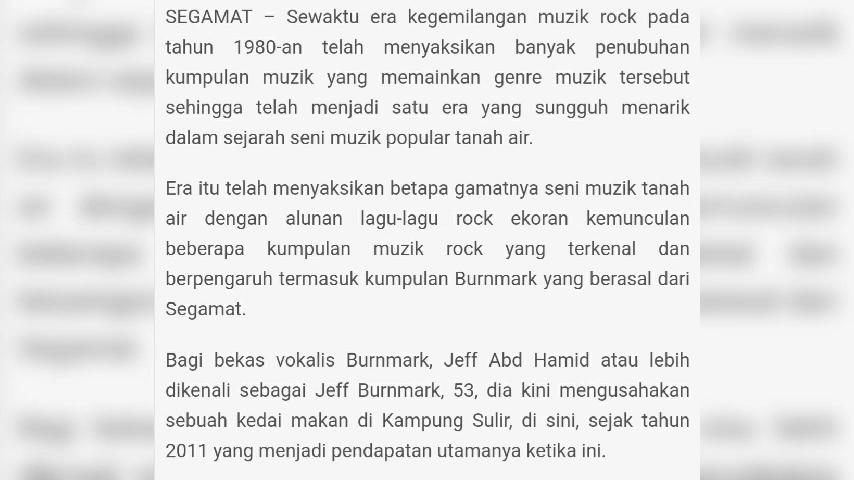 SEGAMAT – Sewaktu era kegemilangan muzik rock pada
tahun 1980-an telah menyaksikan banyak penubuhan
kumpulan muzik yang memainkan genre muzik tersebut
sehingga telah menjadi satu era yang sungguh menarik
dalam sejarah seni muzik popular tanah air.
Era itu telah menyaksikan betapa gamatnya seni muzik tanah
air dengan alunan lagu-lagu rock ekoran kemunculan
beberapa kumpulan muzik rock yang terkenal dan
berpengaruh termasuk kumpulan Burnmark yang berasal dari
Segamat.
Bagi bekas vokalis Burnmark, Jeff Abd Hamid atau lebih
dikenali sebagai Jeff Burnmark, 53, dia kini mengusahakan
sebuah kedai makan di Kampung Sulir, di sini, sejak tahun
2011 yang menjadi pendapatan utamanya ketika ini.